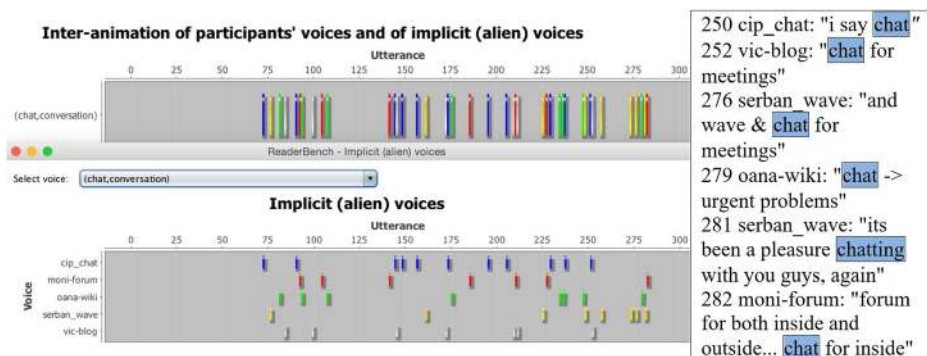 Inter-animation of participants' voices and of implicit (alien) voices
Utterance
0 25 50 75 100 125 150 175 200 225 250 275 300
(chat,conversation)
ReaderBench - Implicit (alien) voices
Select voice: (chat,conversation)
Implicit (alien) voices
Utterance
0 25 50 75 100 125 150 175 200 225 250 275 300
Voice
cip_chat
moni-forum
oana-wiki
serban_wave
vic-blog
250 cip_chat: "i say chat"
252 vic-blog: "chat for
meetings"
276 serban_wave: "and
wave & chat for
meetings"
279 oana-wiki: "chat ->
urgent problems"
281 serban_wave: "its
been a pleasure chatting
with you guys, again"
282 moni-forum: "forum
for both inside and
outside... chat for inside"